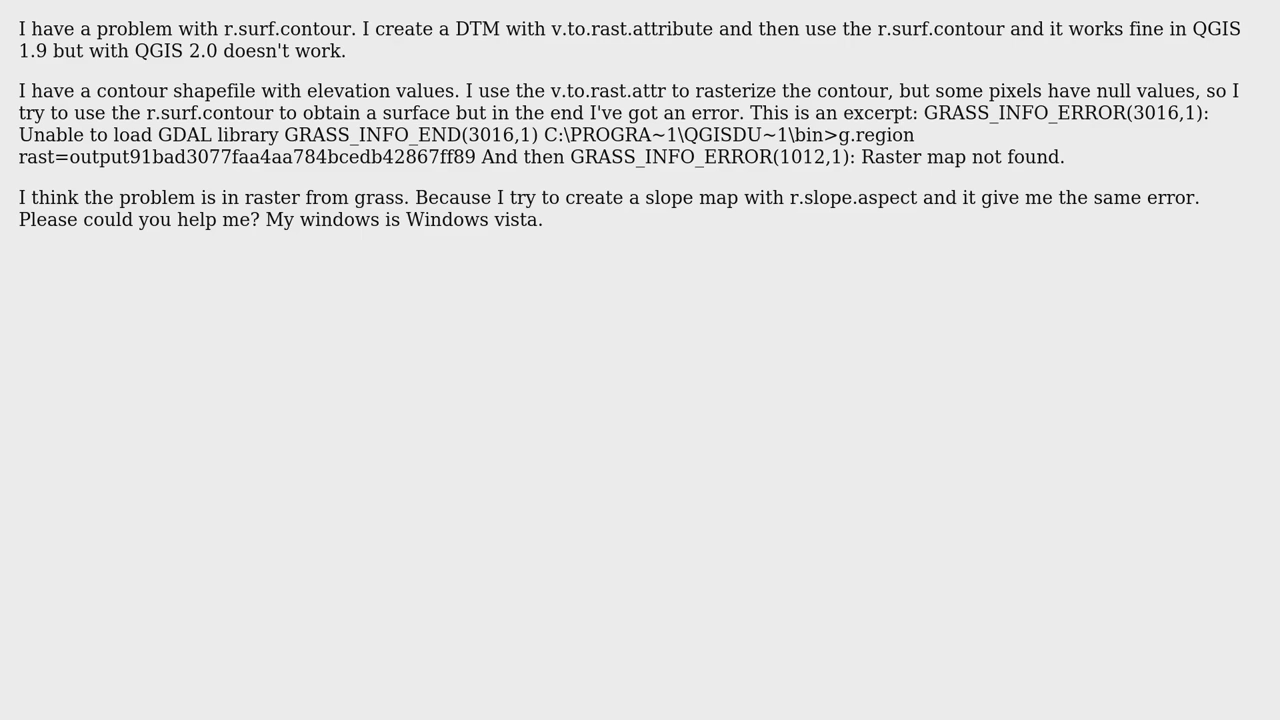 I have a problem with r.surf.contour. I create a DTM with v.to.rast.attribute and then use the r.surf.contour and it works fine in QGIS
1.9 but with QGIS 2.0 doesn't work.
I have a contour shapefile with elevation values. I use the v.to.rast.attr to rasterize the contour, but some pixels have null values, so I
try to use the r.surf.contour to obtain a surface but in the end I've got an error. This is an excerpt: GRASS_INFO_ERROR(3016,1):
Unable to load GDAL library GRASS_INFO_END(3016,1) C:\PROGRA~1\QGISDU~1\bin>g.region
rast=output91bad3077faa4aa784bcedb42867ff89 And then GRASS_INFO_ERROR(1012,1): Raster map not found.
I think the problem is in raster from grass. Because I try to create a slope map with r.slope.aspect and it give me the same error.
Please could you help me? My windows is Windows vista.